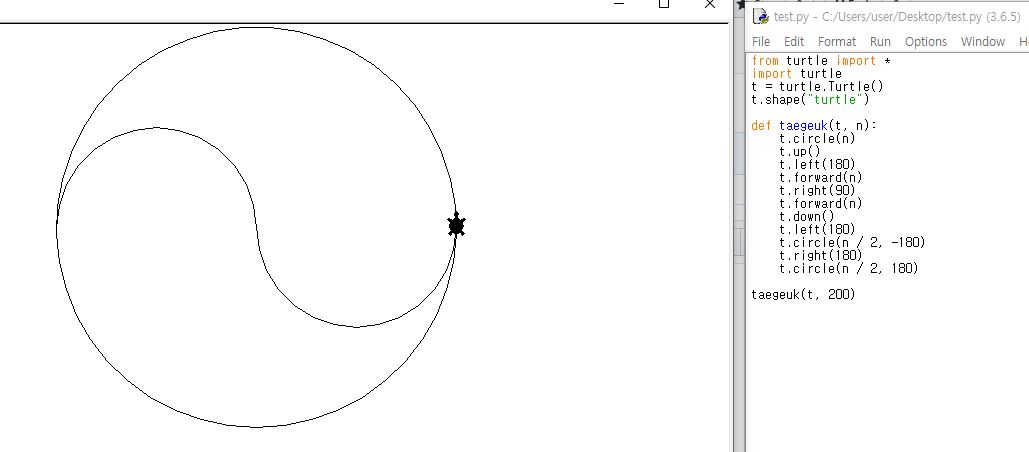 test.py - C:/Users/user/Desktop/test.py (3.6.5)
File Edit Format Run Options Window
from turtle import *
import turtle
t = turtle.Turtle()
t.shape("turtle")
def taegeuk(t, n):
t.circle(n)
t.up()
t.left(180)
t.forward(n)
t.right(90)
t.forward(n)
t.down()
t.left(180)
t.circle(n / 2, -180)
t.right(180)
t.circle(n / 2, 180)
taegeuk(t, 200)